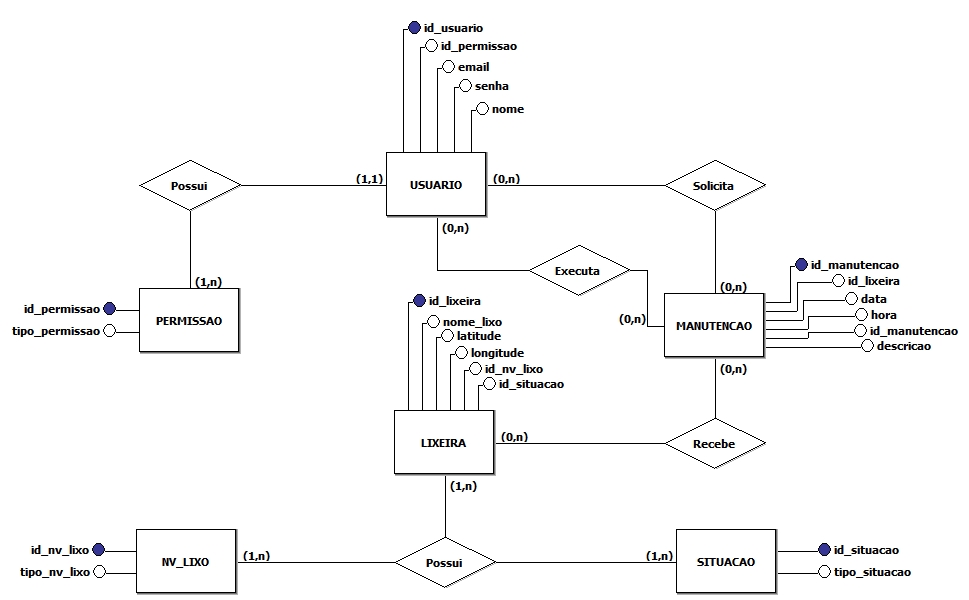 id_usuario
id_permissao
email
senha
nome
Possui
(1,1)
USUARIO
(0,n)
Solicita
(0,n)
Executa
(1,n)
(0,n)
id_manutencao
id_lixeira
data
hora
id_manutencao
descricao
id_permissao
tipo_permissao
PERMISSAO
(0,n)
MANUTENCAO
id_lixeira
nome_lixo
latitude
longitude
id_nv_lixo
id_situacao
(0,n)
LIXEIRA
(0,n)
Recebe
(1,n)
id_nv_lixo
tipo_nv_lixo
NV_LIXO
(1,n)
Possui
(1,n)
SITUACAO
id_situacao
tipo_situacao